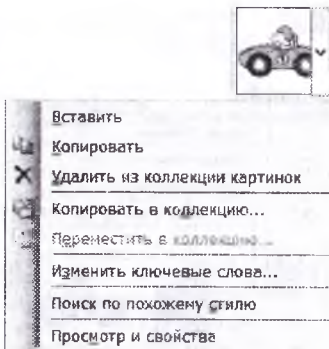 Вставить
Копировать
Удалить из коллекции картинок
Копировать в коллекцию...
Переместить в коллекцию...
Изменить ключевые слова...
Поиск по похожему стилю
Просмотр и свойства